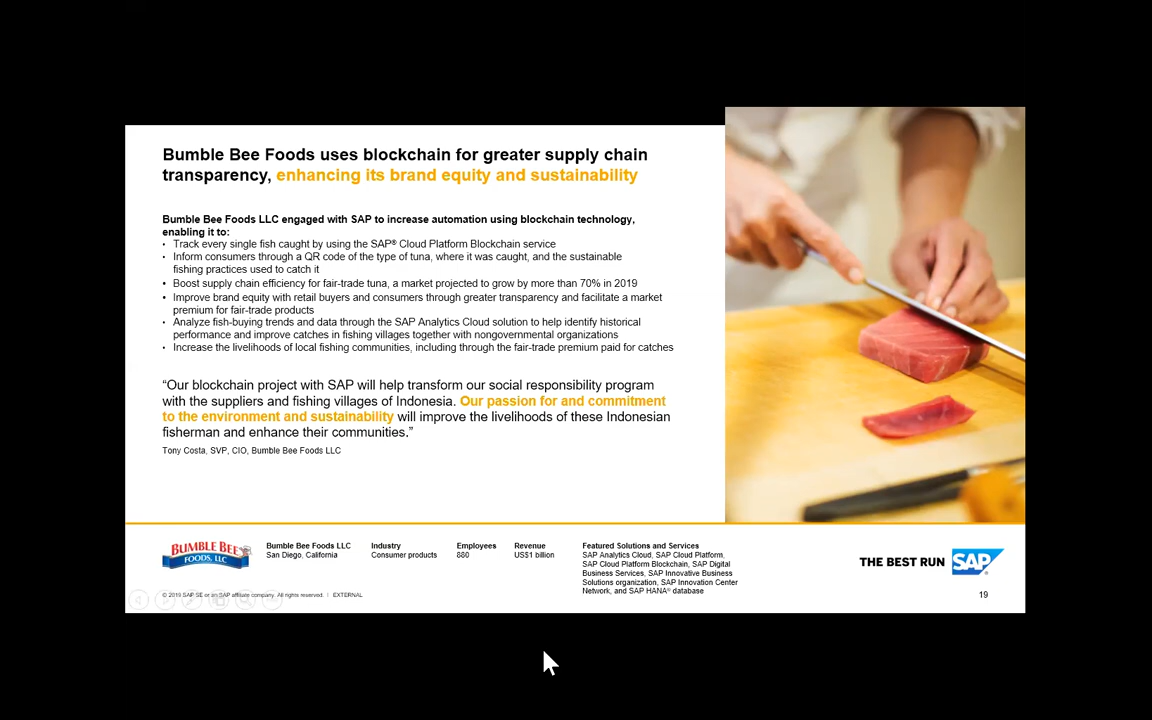 Bumble Bee Foods uses blockchain for greater supply chain
transparency, enhancing its brand equity and sustainability
Bumble Bee Foods LLC engaged with SAP to increase automation using blockchain technology,
enabling it to:
• Track every single fish caught by using the SAP® Cloud Platform Blockchain service
• Inform consumers through a QR code of the type of tuna, where it was caught, and the sustainable
fishing practices used to catch it
• Boost supply chain efficiency for fair-trade tuna, a market projected to grow by more than 70% in 2019
• Improve brand equity with retail buyers and consumers through greater transparency and facilitate a market
premium for fair-trade products
• Analyze fish-buying trends and data through the SAP Analytics Cloud solution to help identify historical
performance and improve catches in fishing villages together with nongovernmental organizations
• Increase the livelihoods of local fishing communities, including through the fair-trade premium paid for catches
“Our blockchain project with SAP will help transform our social responsibility program
with the suppliers and fishing villages of Indonesia. Our passion for and commitment
to the environment and sustainability will improve the livelihoods of these Indonesian
fisherman and enhance their communities.”
Tony Costa, SVP, CIO, Bumble Bee Foods LLC
BUMBLE BEE
FOODS, LLC
Bumble Bee Foods LLC
San Diego, California
Industry
Consumer products
Employees
880
Revenue
US$1 billion
Featured Solutions and Services
SAP Analytics Cloud, SAP Cloud Platform,
SAP Cloud Platform Blockchain, SAP Digital
Business Services, SAP Innovative Business
Solutions organization, SAP Innovation Center
Network, and SAP HANA® database
THE BEST RUN SAP
© 2019 SAP SE or an SAP affiliate company. All rights reserved. | EXTERNAL
19